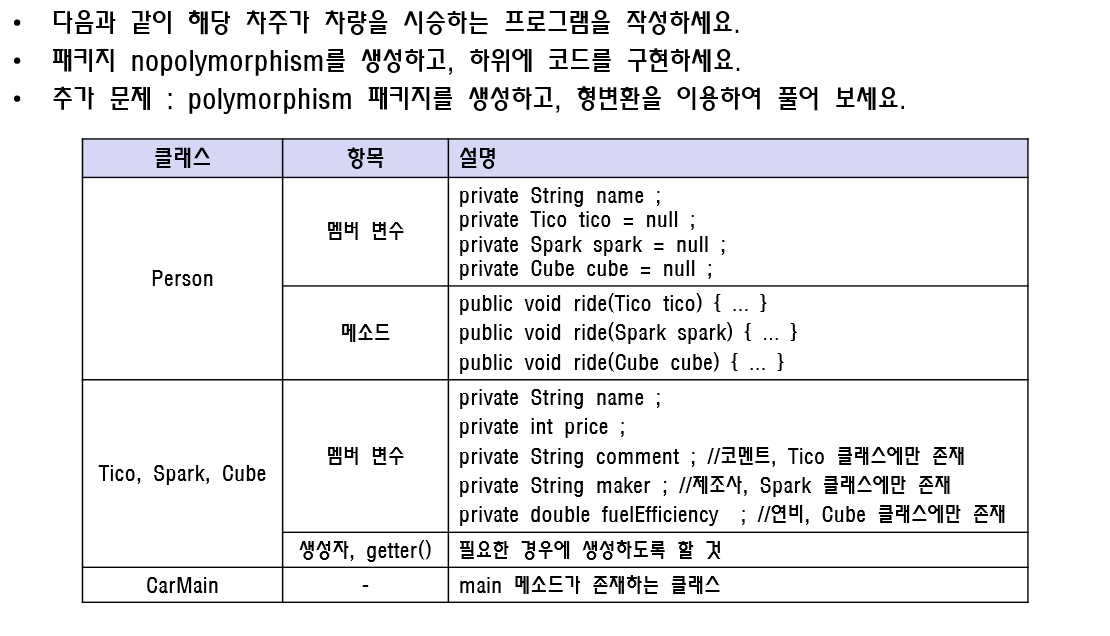 • 다음과 같이 해당 차주가 차량을 시승하는 프로그램을 작성하세요.
• 패키지 nopolymorphism를 생성하고, 하위에 코드를 구현하세요.
• 추가 문제 : polymorphism 패키지를 생성하고, 형변환을 이용하여 풀어 보세요.
클래스 항목 설명
Person
멤버 변수
private String name ;
private Tico tico = null ;
private Spark spark = null ;
private Cube cube = null ;
메소드
public void ride(Tico tico) { ... }
public void ride(Spark spark) { ... }
public void ride(Cube cube) { ... }
Tico, Spark, Cube
멤버 변수
private String name ;
private int price ;
private String comment ; //코멘트, Tico 클래스에만 존재
private String maker ; //제조사, Spark 클래스에만 존재
private double fuelEfficiency ; //연비, Cube 클래스에만 존재
생성자, getter() 필요한 경우에 생성하도록 할 것
CarMain - main 메소드가 존재하는 클래스